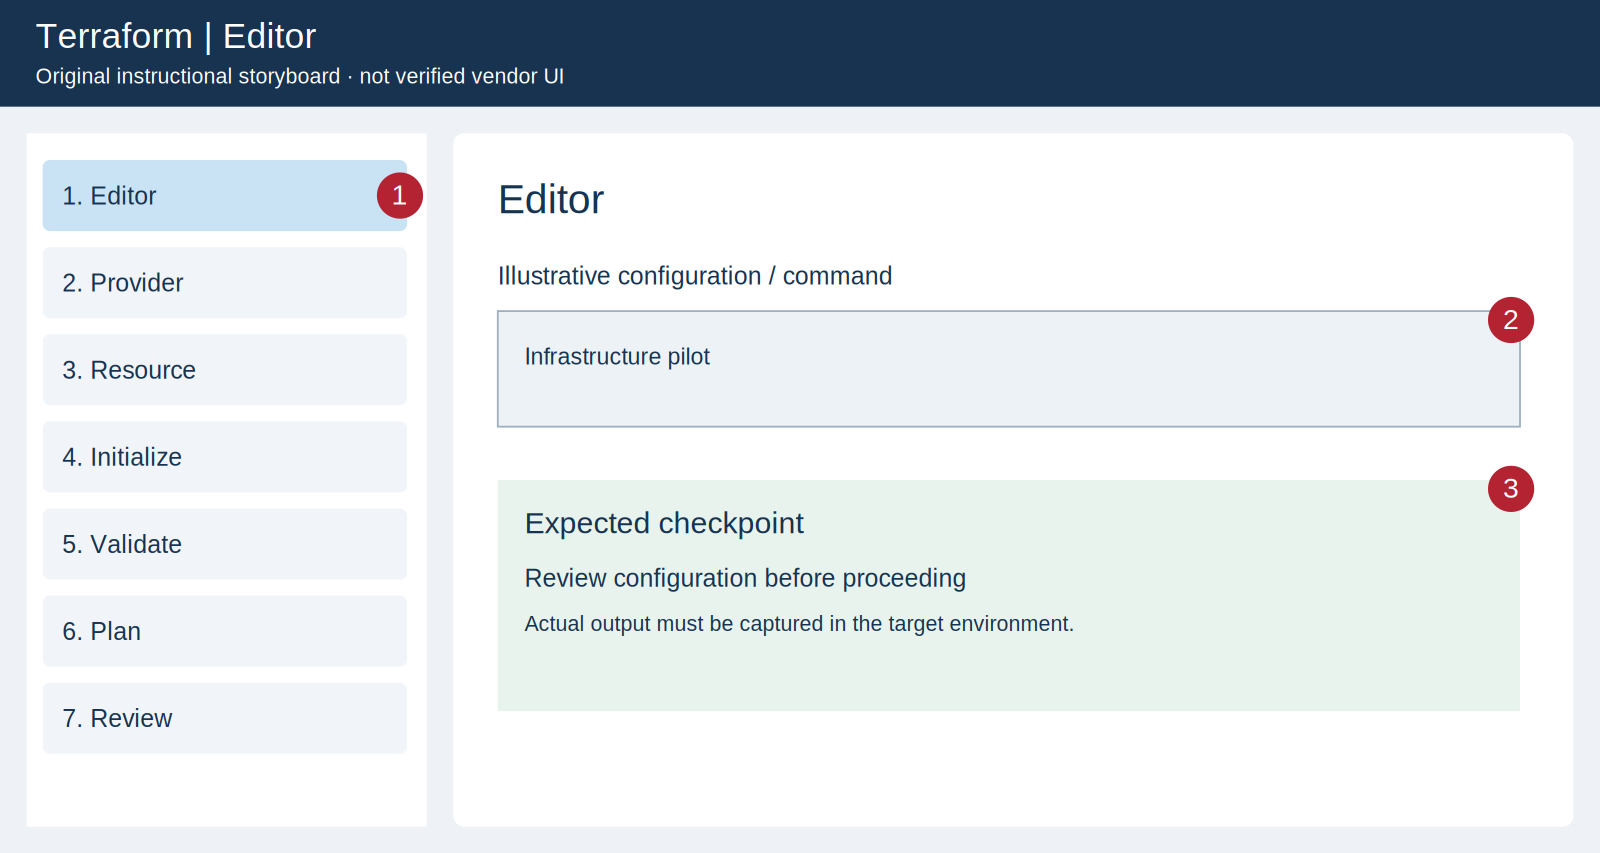 Terraform | Editor
Original instructional storyboard · not verified vendor UI
1. Editor
1
2. Provider
3. Resource
4. Initialize
5. Validate
6. Plan
7. Review
Editor
Illustrative configuration / command
2
Infrastructure pilot
3
Expected checkpoint
Review configuration before proceeding
Actual output must be captured in the target environment.